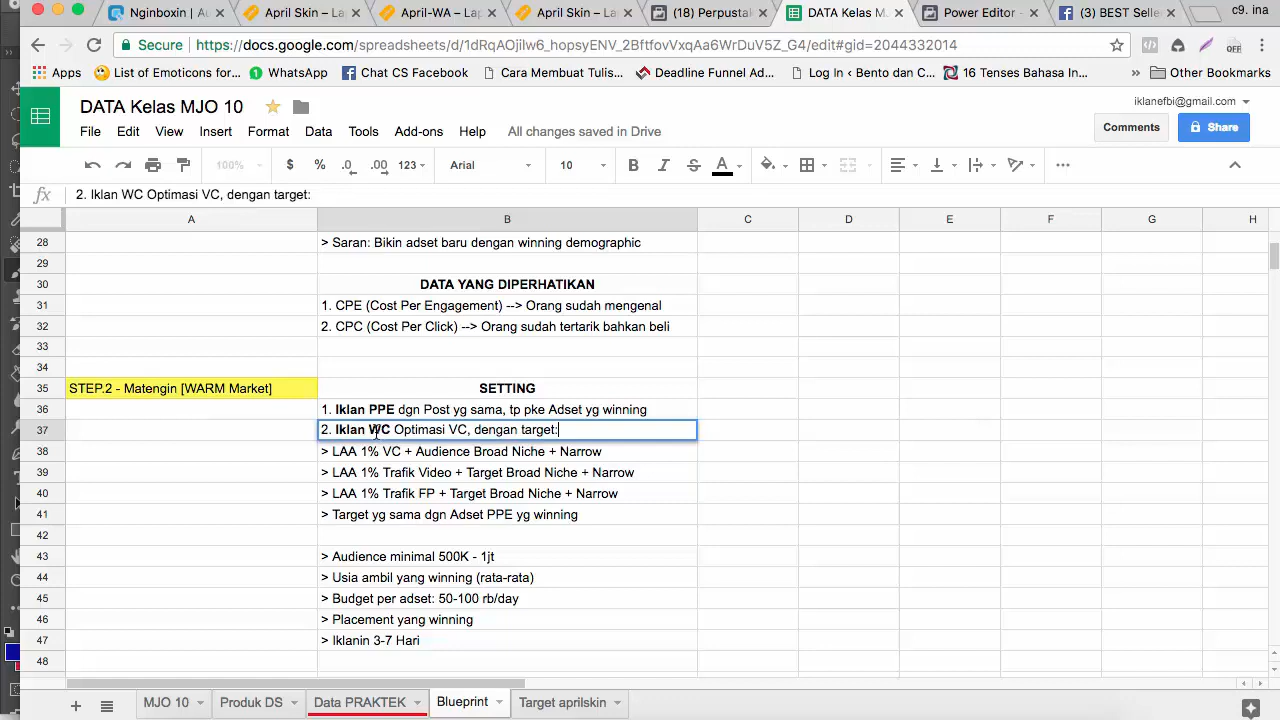 Nginboxin | Au
April Skin – Lap
April-WA – Lap
April Skin – Lap
(18) Perpustak
DATA Kelas MJ
Power Editor -
(3) BEST Selle
c9. ina
Secure
https://docs.google.com/spreadsheets/d/1dRqAOjilw6_hopsyENV_2BftfovVxqAs6WrDuV5Z_G4/edit#gid=2044332014
Apps
List of Emoticons for...
WhatsApp
Chat CS Facebook
Cara Membuat Tulis...
Deadline Funnel Ad...
Log In ‹ Bento dan C...
16 Tenses Bahasa In...
»
Other Bookmarks
DATA Kelas MJO 10
iklanefbi@gmail.com
File Edit View Insert Format Data Tools Add-ons Help All changes saved in Drive
Comments
Share
100% $ % .0 .00 123 Arial 10 B I S A
fx 2. Iklan WC Optimasi VC, dengan target:
A B C D E F G H
28 > Saran: Bikin adset baru dengan winning demographic
29
30 DATA YANG DIPERHATIKAN
31 1. CPE (Cost Per Engagement) --> Orang sudah mengenal
32 2. CPC (Cost Per Click) --> Orang sudah tertarik bahkan beli
33
34
35 STEP.2 - Matengin [WARM Market] SETTING
36 1. Iklan PPE dgn Post yg sama, tp pke Adset yg winning
37 2. Iklan WC Optimasi VC, dengan target:
38 > LAA 1% VC + Audience Broad Niche + Narrow
39 > LAA 1% Trafik Video + Target Broad Niche + Narrow
40 > LAA 1% Trafik FP + Target Broad Niche + Narrow
41 > Target yg sama dgn Adset PPE yg winning
42
43 > Audience minimal 500K - 1jt
44 > Usia ambil yang winning (rata-rata)
45 > Budget per adset: 50-100 rb/day
46 > Placement yang winning
47 > Iklanin 3-7 Hari
48
MJO 10 Produk DS Data PRAKTEK Blueprint Target aprilskin